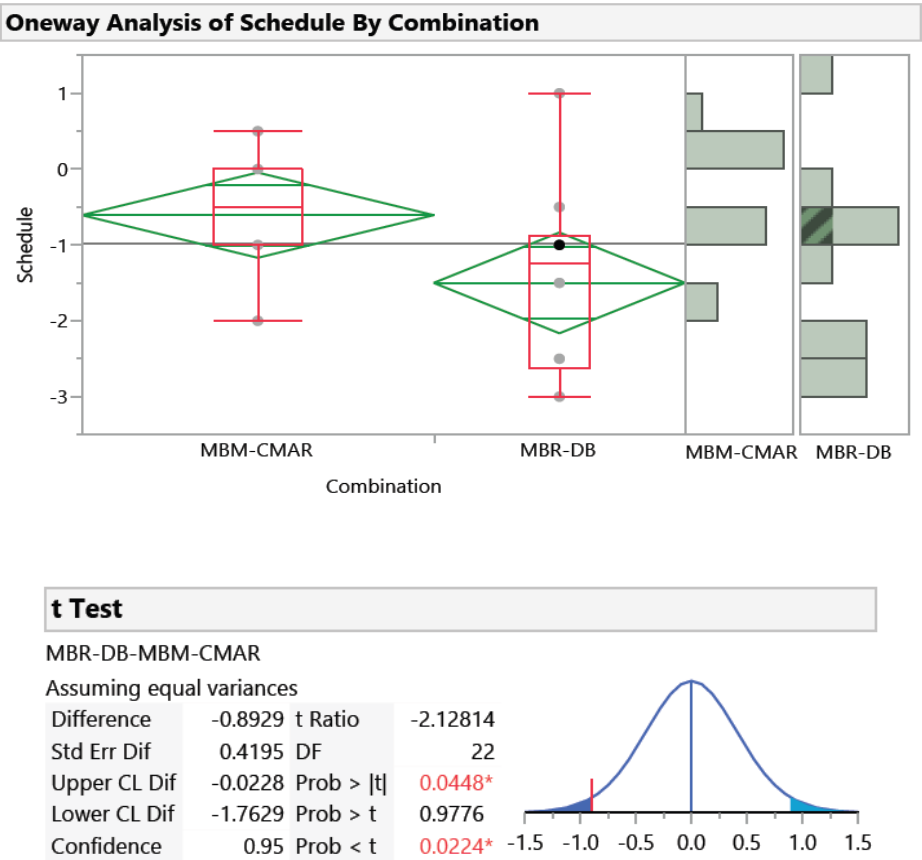 Oneway Analysis of Schedule By Combination
1
0
-1
-2
-3
Schedule
MBM-CMAR MBR-DB MBM-CMAR MBR-DB
Combination
t Test
MBR-DB-MBM-CMAR
Assuming equal variances
Difference -0.8929 t Ratio -2.12814
Std Err Dif 0.4195 DF 22
Upper CL Dif -0.0228 Prob > |t| 0.0448*
Lower CL Dif -1.7629 Prob > t 0.9776
Confidence 0.95 Prob < t 0.0224*
-1.5 -1.0 -0.5 0.0 0.5 1.0 1.5